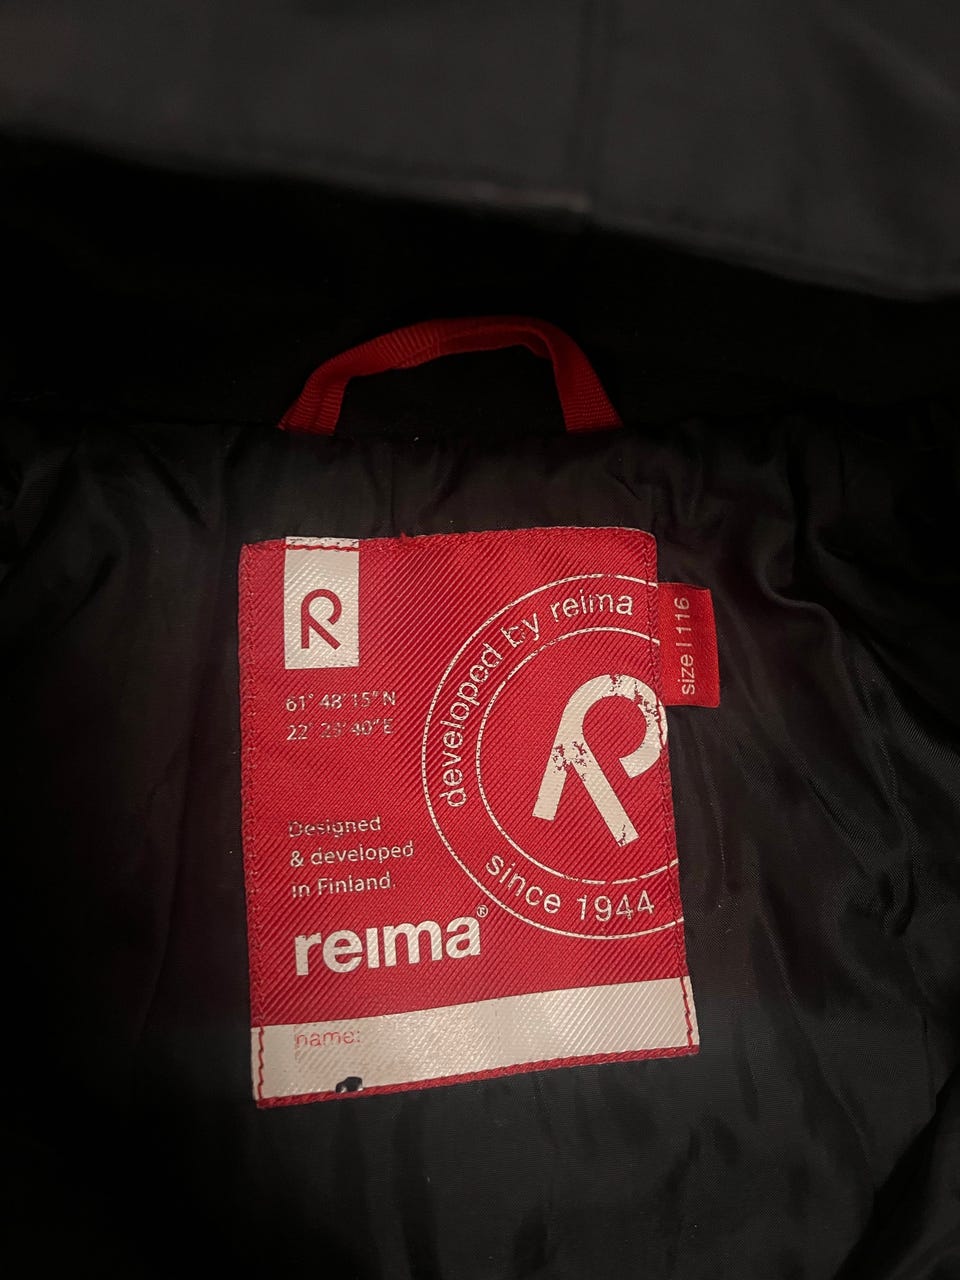 R
61° 48' 15" N
22° 23' 40" E
developed by reima
since 1944
size | 116
Designed
& developed
in Finland.
reima®
name: